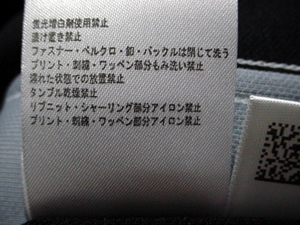 蛍光増白剤使用禁止
漬け置き禁止
ファスナー・ベルクロ・釦・バックルは閉じて洗う
プリント・刺繍・ワッペン部分もみ洗い禁止
濡れた状態での放置禁止
タンブル乾燥禁止
リブニット・シャーリング部分アイロン禁止
プリント・刺繍・ワッペン部分アイロン禁止